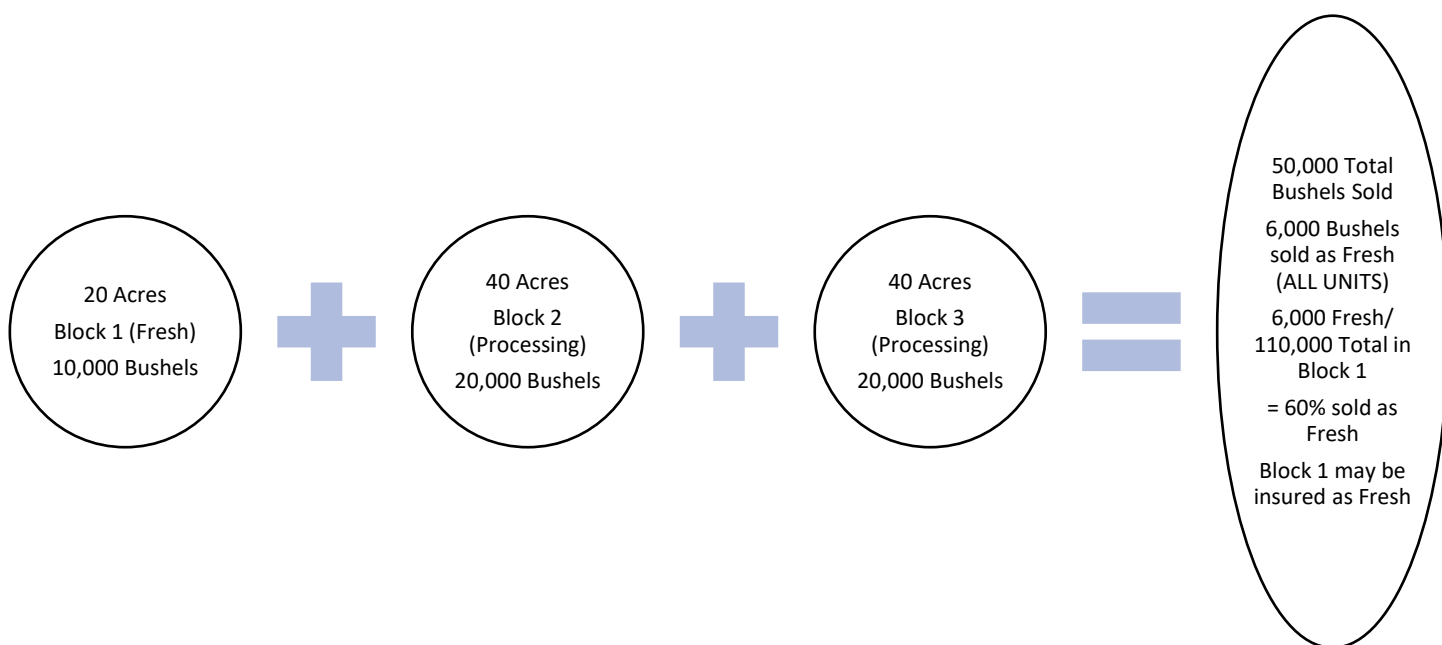 20 Acres
Block 1 (Fresh)
10,000 Bushels
40 Acres
Block 2
(Processing)
20,000 Bushels
40 Acres
Block 3
(Processing)
20,000 Bushels
50,000 Total
Bushels Sold
6,000 Bushels
sold as Fresh
(ALL UNITS)
6,000 Fresh/
110,000 Total in
Block 1
= 60% sold as
Fresh
Block 1 may be
insured as Fresh